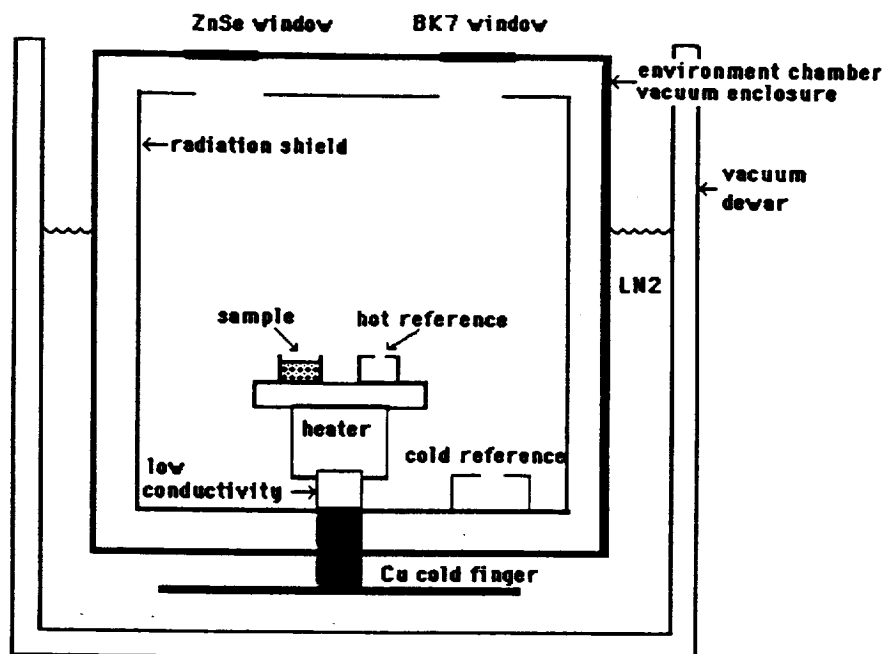 ZnSe window
BK7 window
environment chamber
vacuum enclosure
radiation shield
vacuum
dewar
LN2
sample
hot reference
heater
cold reference
low
conductivity
Cu cold finger